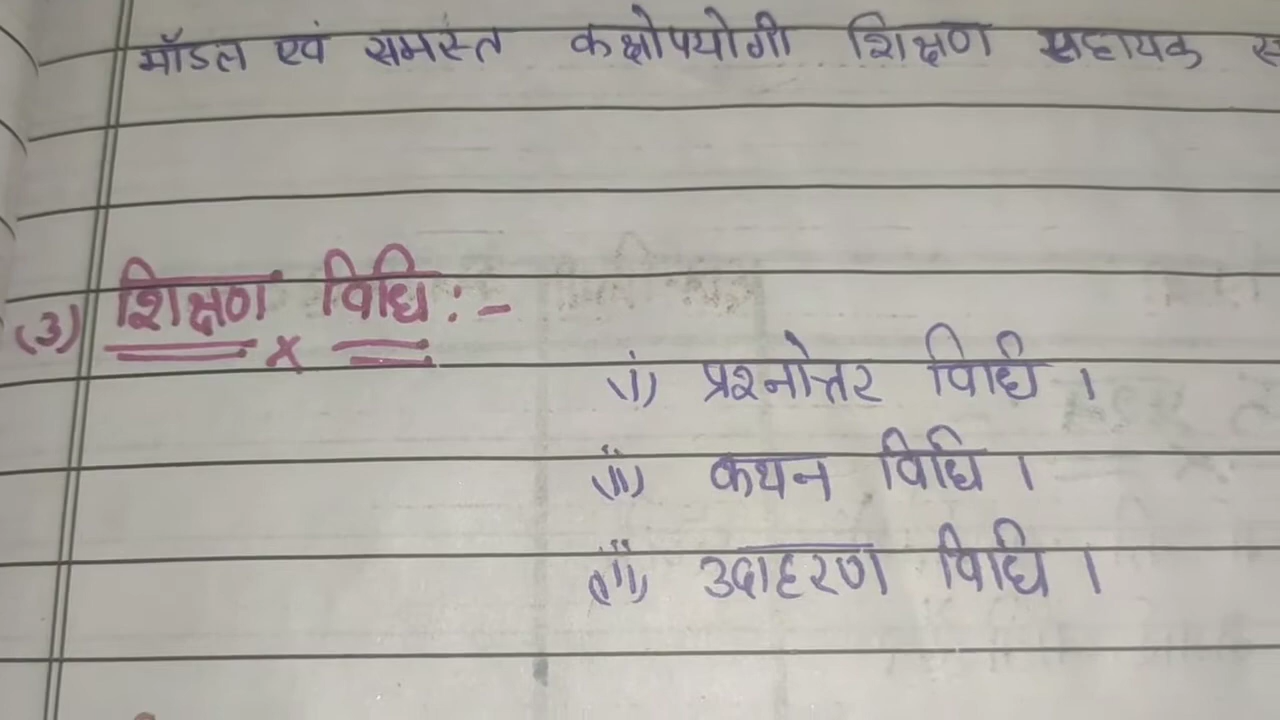 मॉडल एवं समस्त कक्षोपयोगी शिक्षण सहायक
(3) शिक्षण विधि :-
(i) प्रश्नोत्तर विधि ।
(ii) कथन विधि ।
(iii) उदाहरण विधि ।